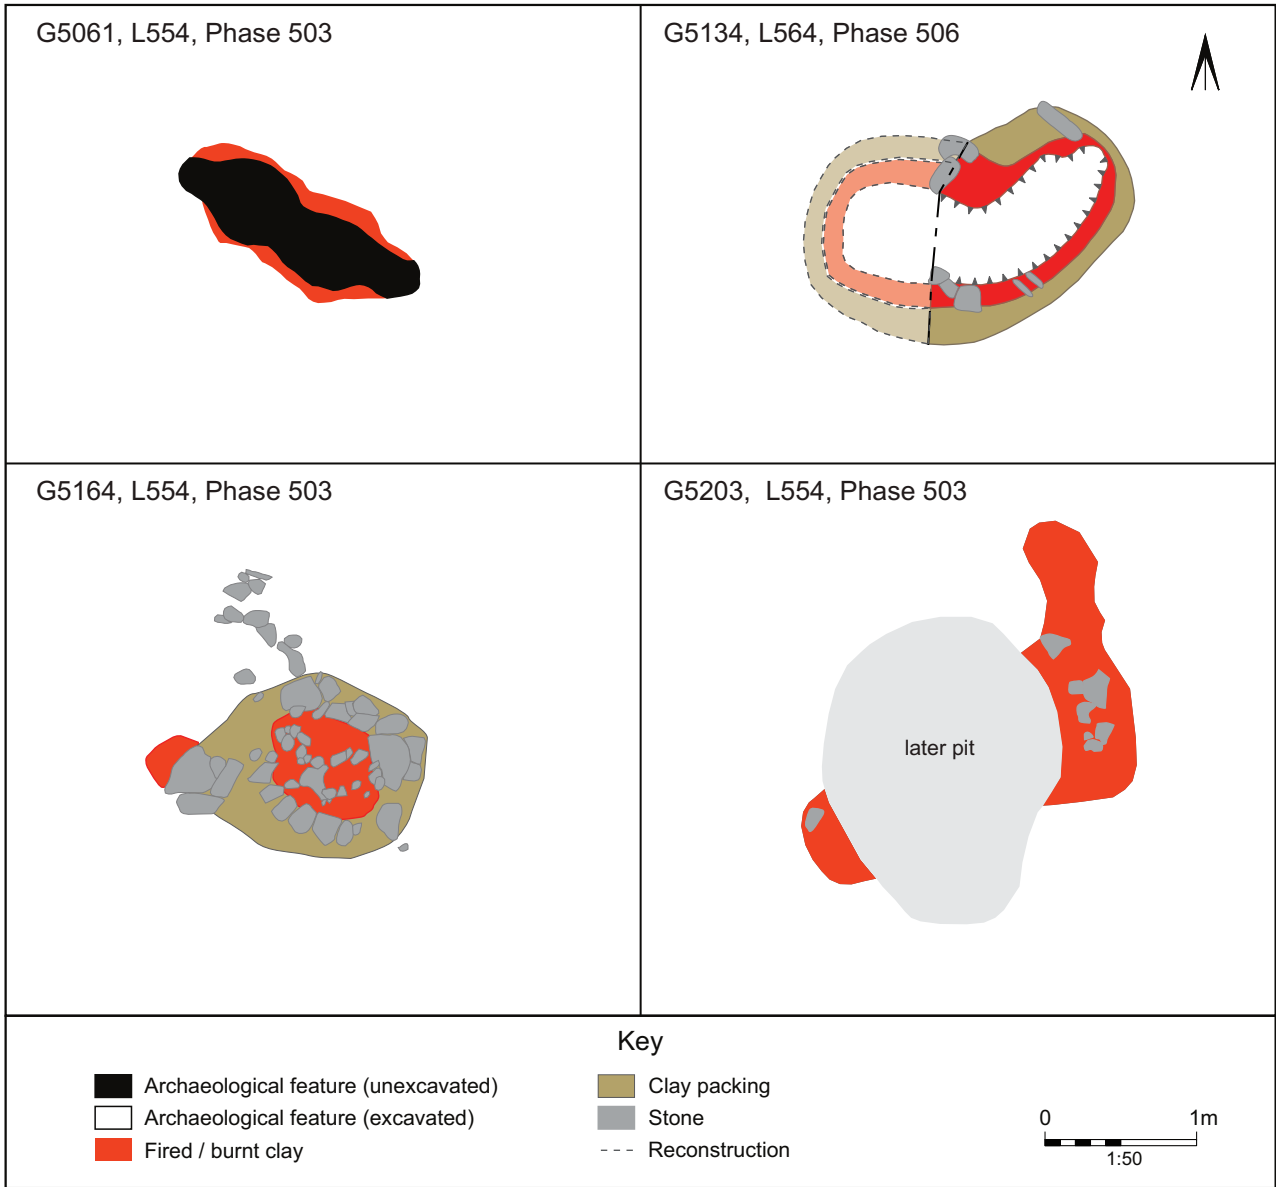 G5061, L554, Phase 503
G5134, L564, Phase 506
G5164, L554, Phase 503
G5203, L554, Phase 503
later pit
Key
Archaeological feature (unexcavated)
Archaeological feature (excavated)
Fired / burnt clay
Clay packing
Stone
Reconstruction
0 1m
1:50